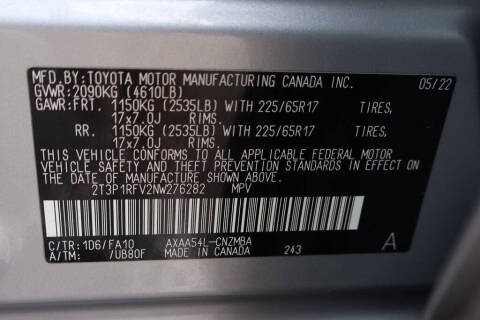 MFD.BY:TOYOTA MOTOR MANUFACTURING CANADA INC. 05/22
GVWR:2090KG (4610LB)
GAWR:FRT. 1150KG (2535LB) WITH 225/65R17 TIRES,
17x7.0J RIMS.
RR. 1150KG (2535LB) WITH 225/65R17 TIRES,
17x7.0J RIMS.
THIS VEHICLE CONFORMS TO ALL APPLICABLE FEDERAL MOTOR
VEHICLE SAFETY AND THEFT PREVENTION STANDARDS IN EFFECT
ON THE DATE OF MANUFACTURE SHOWN ABOVE.
2T3P1RFV2NW276282 MPV
C/TR:1D6/FA10 AXAA54L-CNZMBA A
A/TM: /UB80F MADE IN CANADA 243